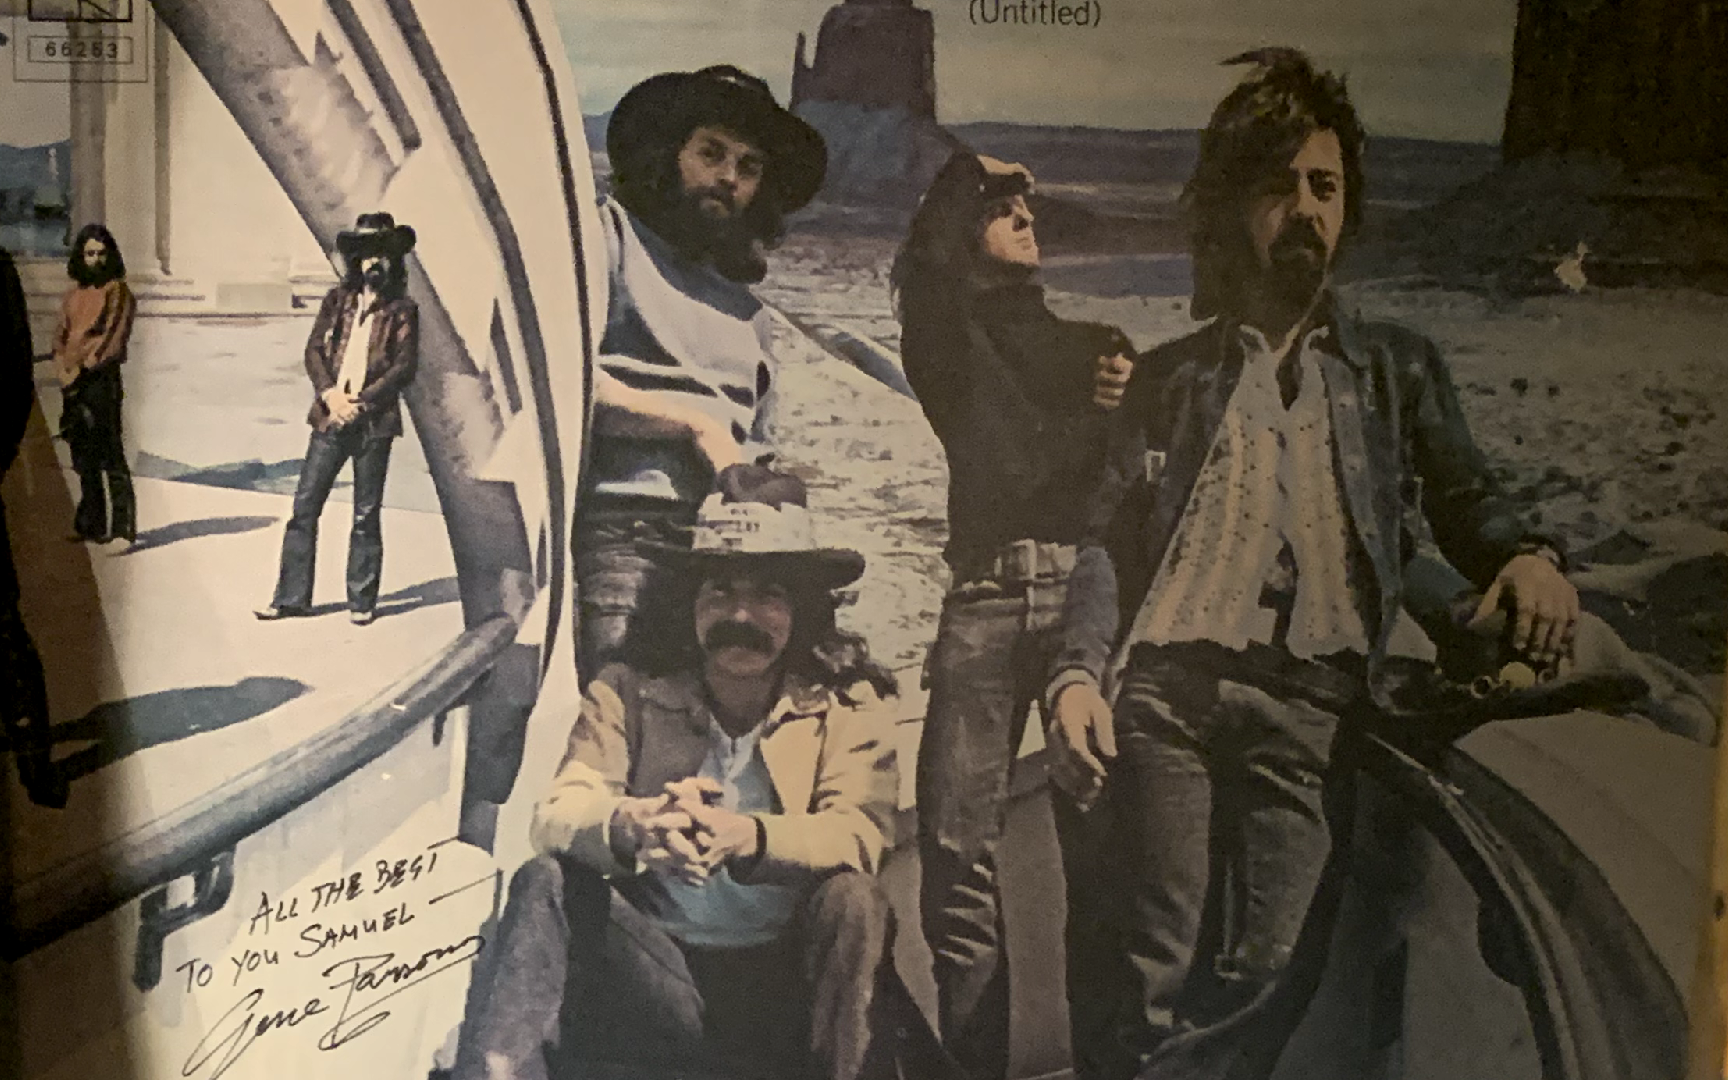 66253
(Untitled)
ALL THE BEST
TO YOU SAMUEL —
Gene Parsons